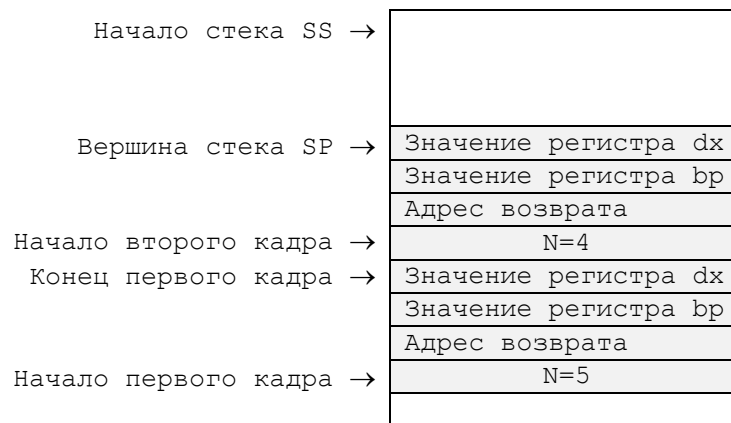 Начало стека SS →
Вершина стека SP → Значение регистра dx
Значение регистра bp
Адрес возврата
Начало второго кадра → N=4
Конец первого кадра → Значение регистра dx
Значение регистра bp
Адрес возврата
Начало первого кадра → N=5